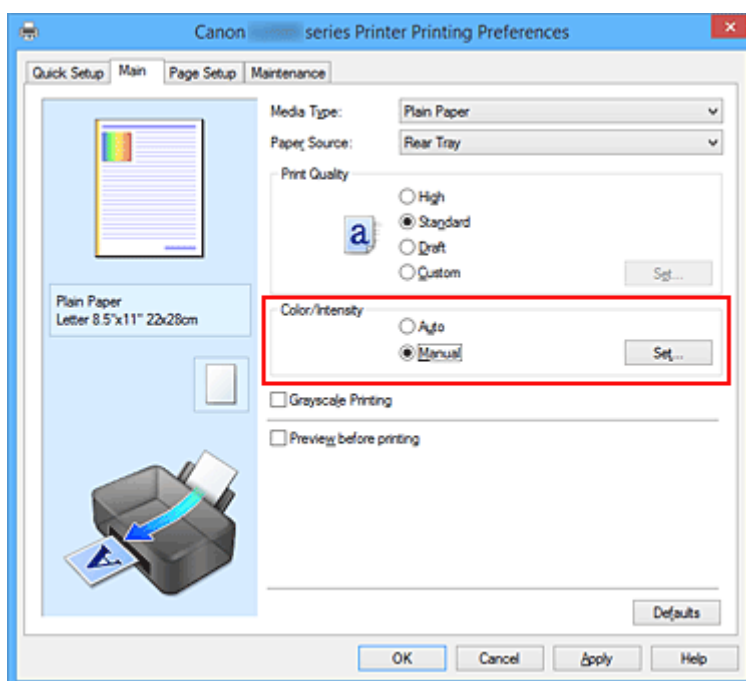 Canon series Printer Printing Preferences
Quick Setup Main Page Setup Maintenance
Media Type: Plain Paper
Paper Source: Rear Tray
Print Quality
High
Standard
Draft
Custom Set...
a
Plain Paper
Letter 8.5"x11" 22x28cm
Color/Intensity
Auto
Manual Set...
Grayscale Printing
Preview before printing
A
Defaults
OK Cancel Apply Help